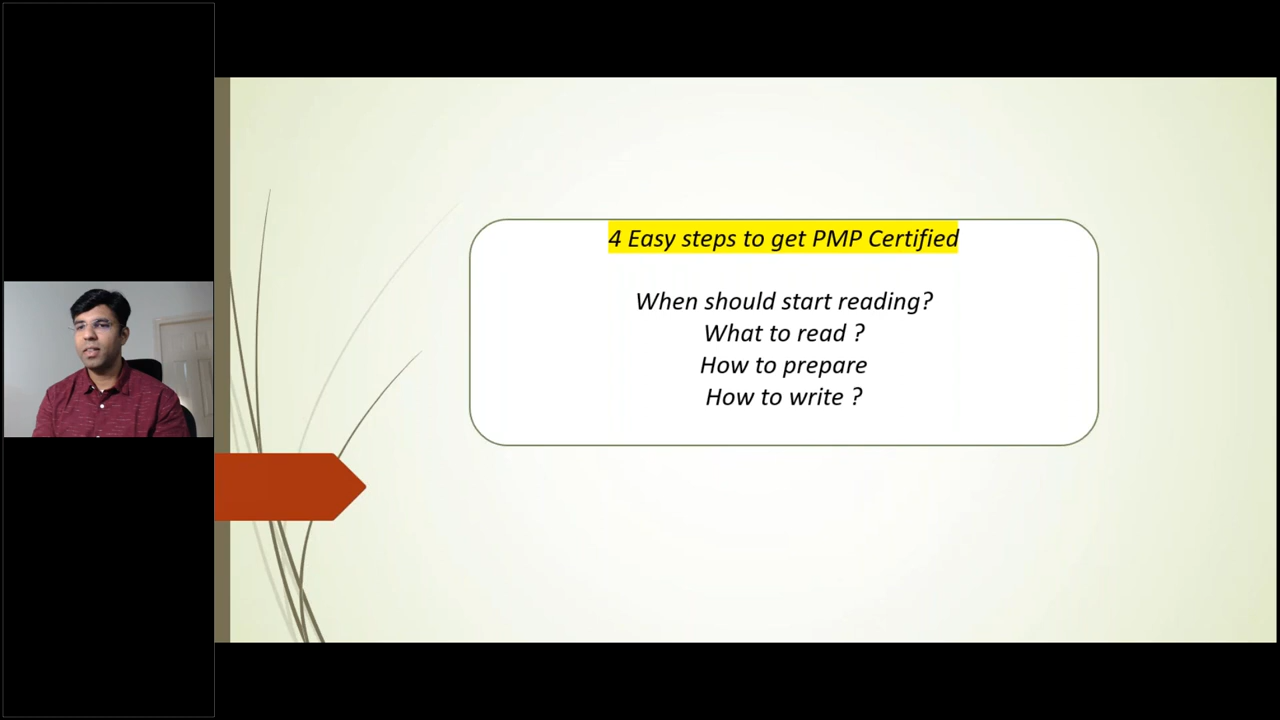 4 Easy steps to get PMP Certified
When should start reading?
What to read ?
How to prepare
How to write ?